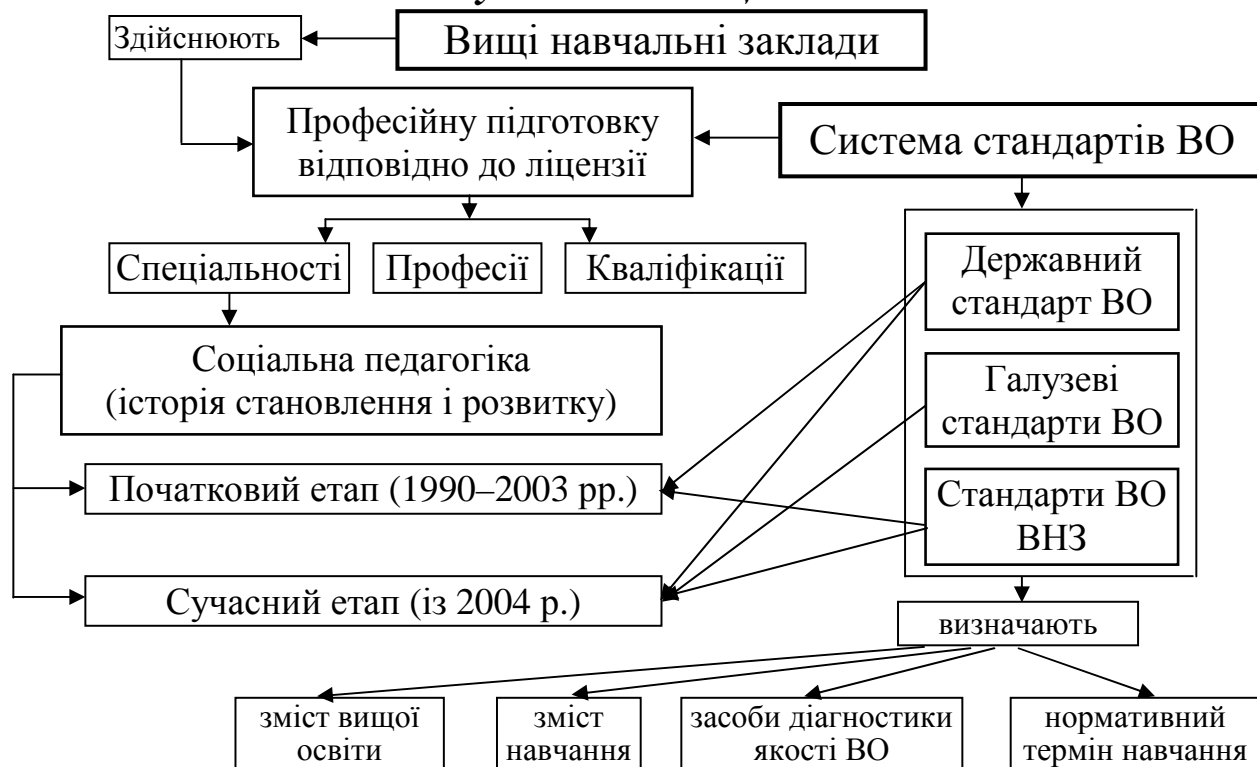 Здійснюють
Вищі навчальні заклади
Професійну підготовку
відповідно до ліцензії
Система стандартів ВО
Спеціальності
Професії
Кваліфікації
Державний
стандарт ВО
Соціальна педагогіка
(історія становлення і розвитку)
Галузеві
стандарти ВО
Початковий етап (1990–2003 рр.)
Стандарти ВО
ВНЗ
Сучасний етап (із 2004 р.)
визначають
зміст вищої
освіти
зміст
навчання
засоби діагностики
якості ВО
нормативний
термін навчання